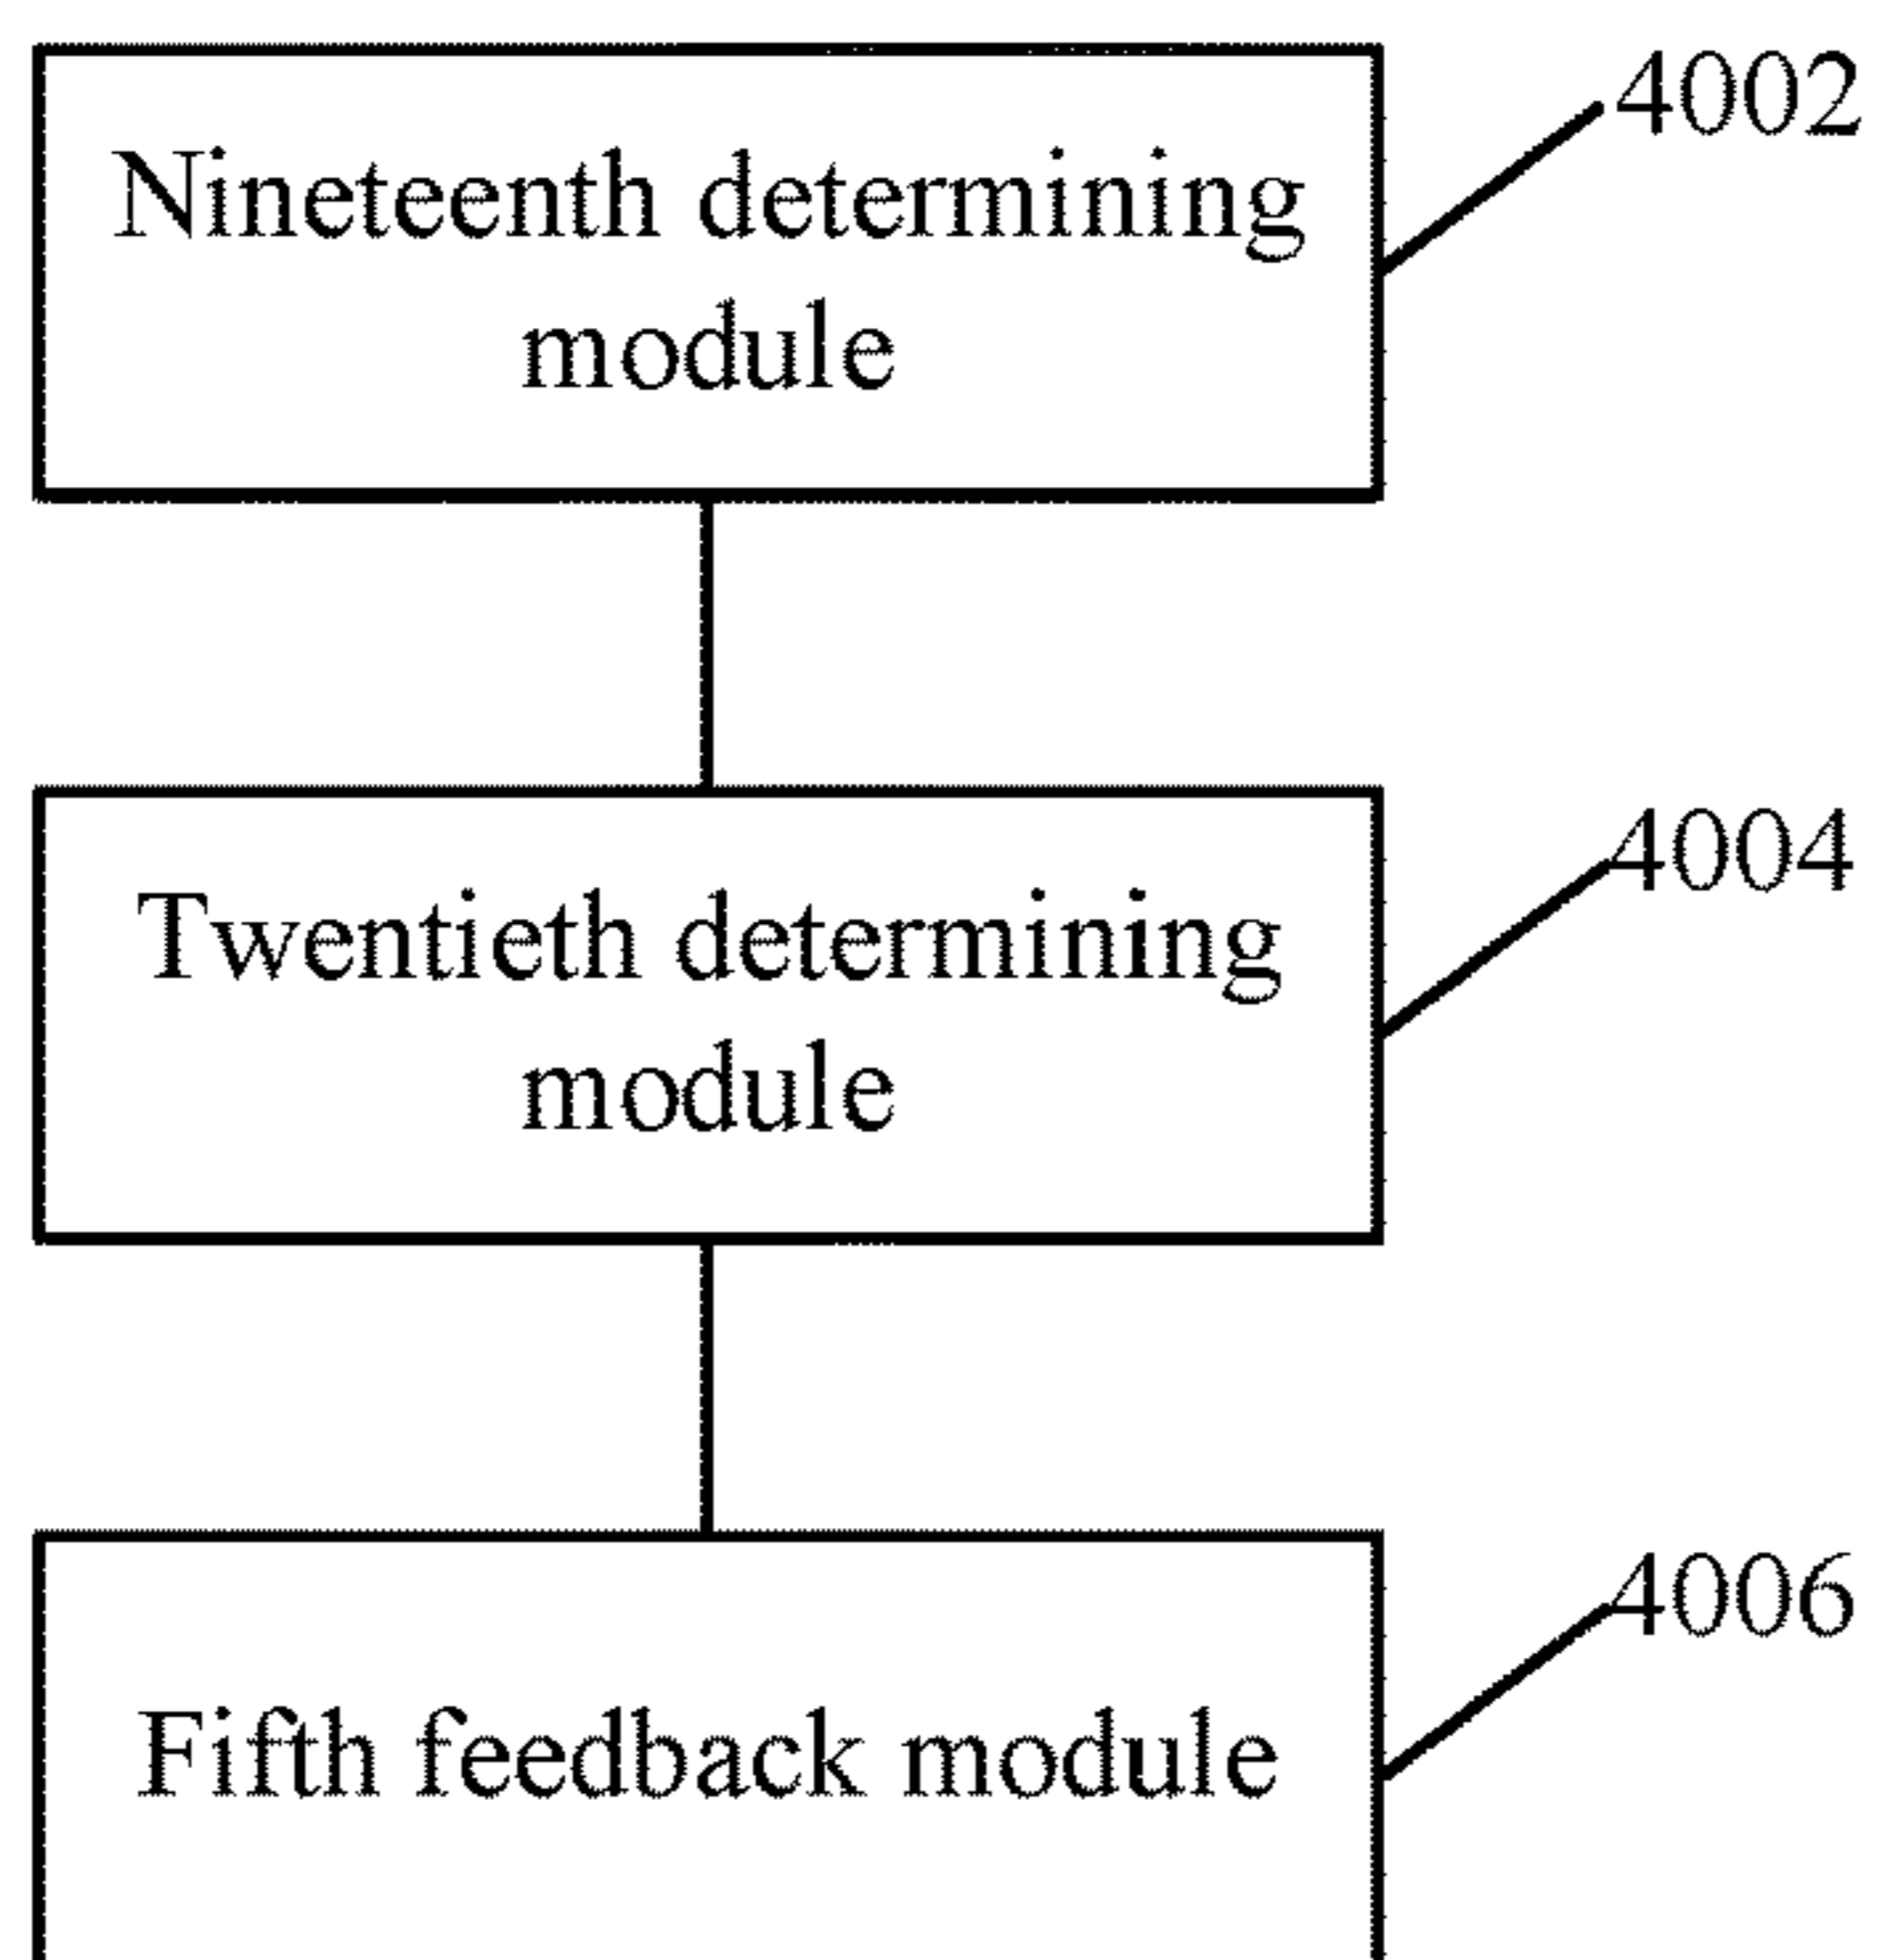 4002
Nineteenth determining
module
4004
Twentieth determining
module
4006
Fifth feedback module